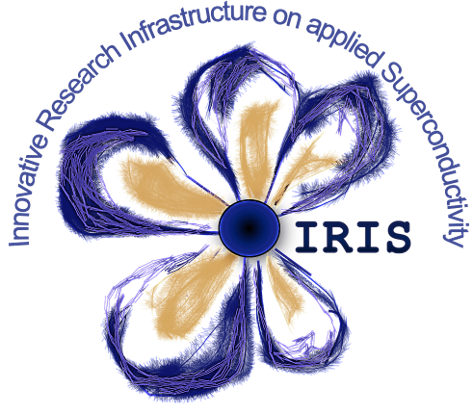 Innovative Research Infrastructure on applied Superconductivity
IRIS